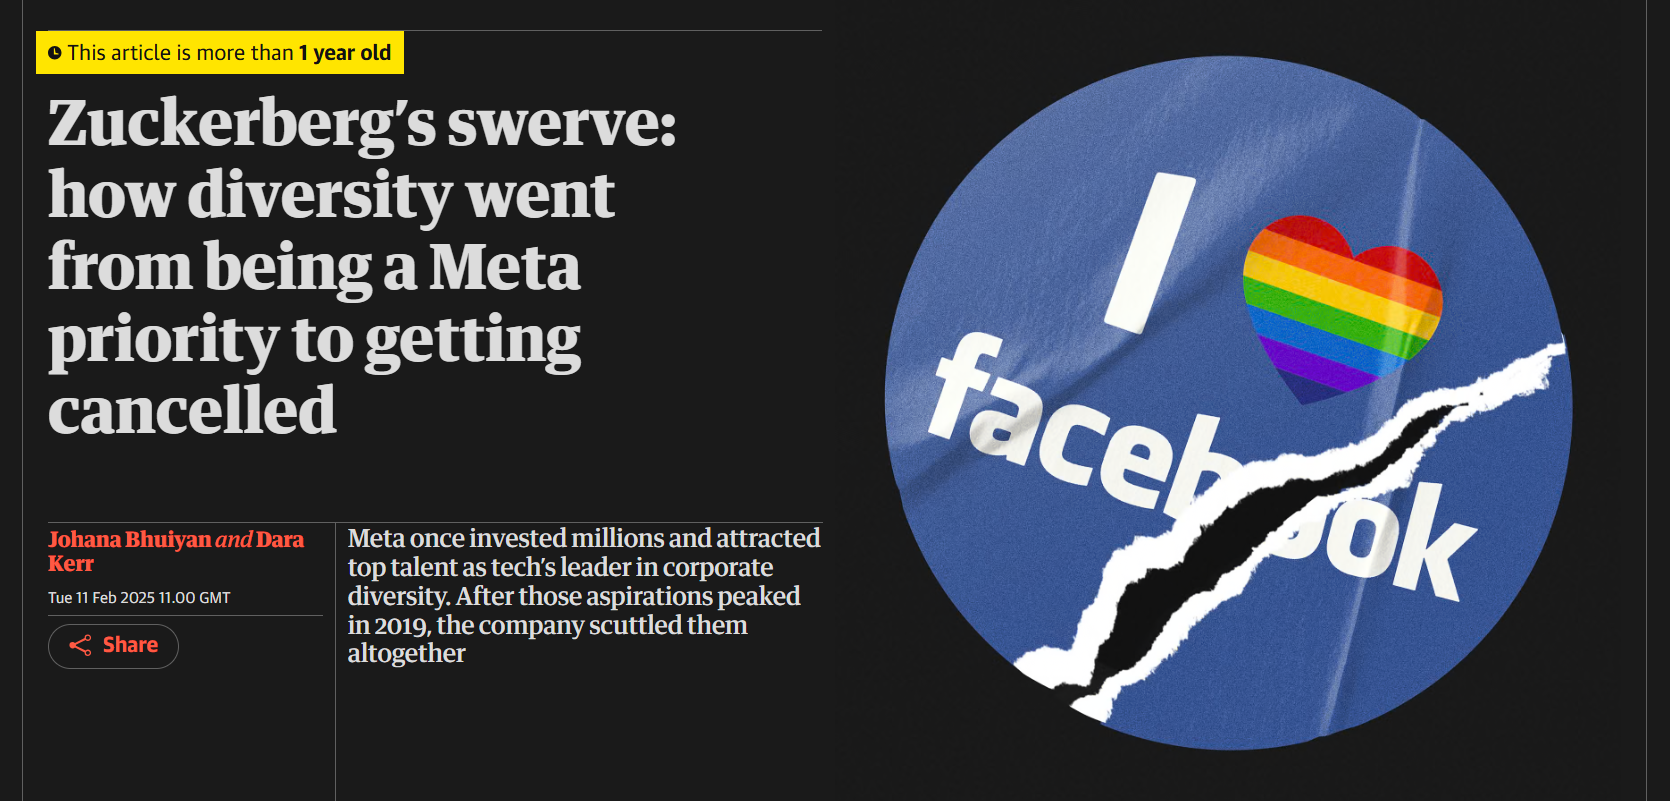 This article is more than 1 year old
Zuckerberg’s swerve:
how diversity went
from being a Meta
priority to getting
cancelled
Johana Bhuiyan and Dara
Kerr
Tue 11 Feb 2025 11.00 GMT
Share
Meta once invested millions and attracted
top talent as tech’s leader in corporate
diversity. After those aspirations peaked
in 2019, the company scuttled them
altogether
I
facebook